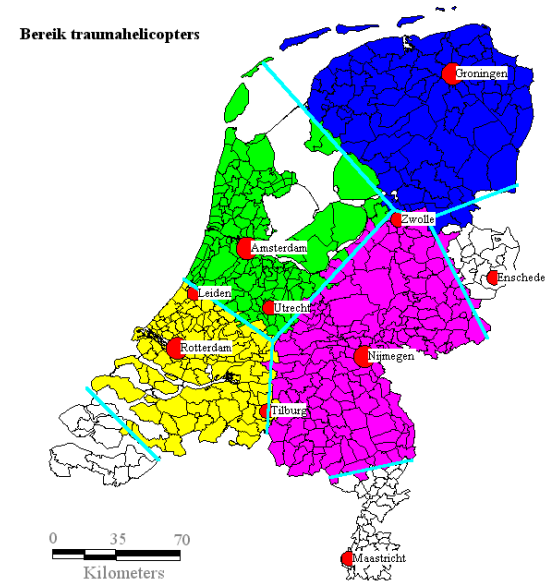 Bereik traumahelicopters
Groningen
Zwolle
Amsterdam
Enschede
Leiden
Utrecht
Rotterdam
Nijmegen
Tilburg
0 35 70
Kilometers
Maastricht